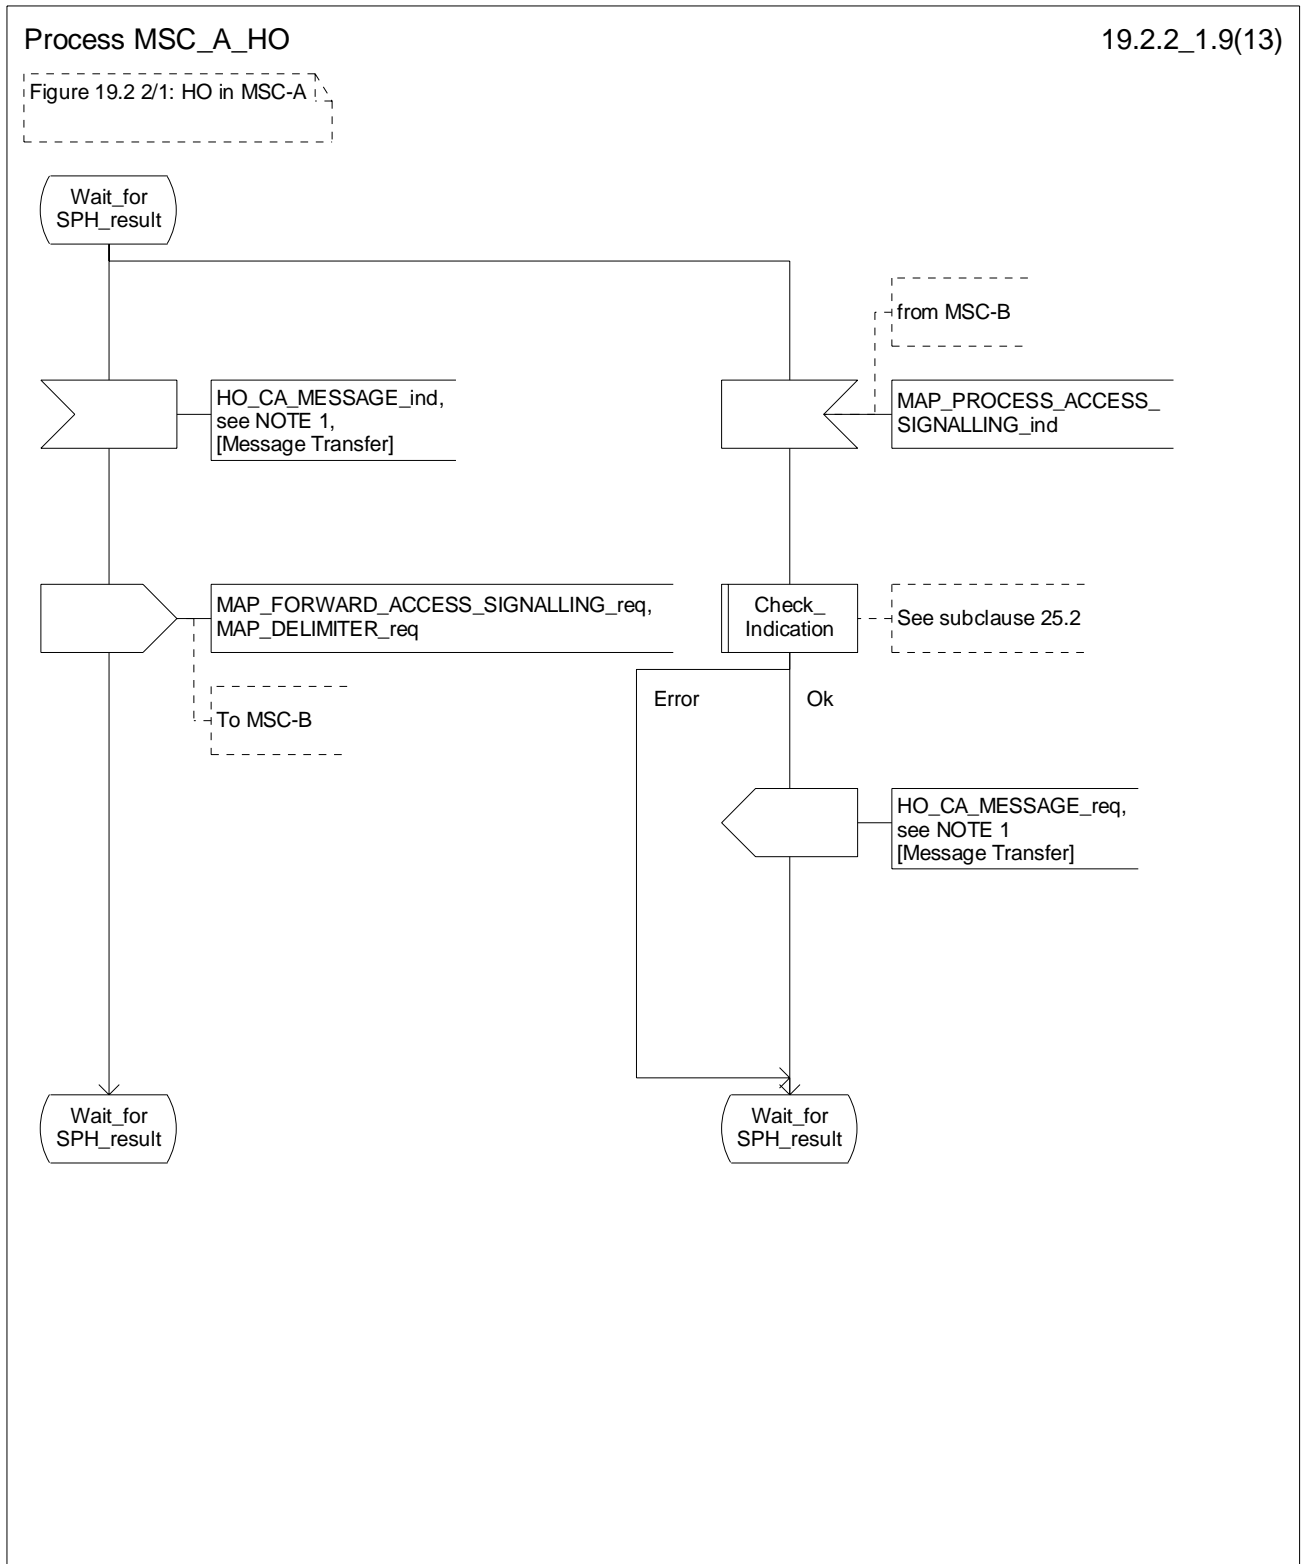 Process MSC_A_HO
19.2.2_1.9(13)
Figure 19.2 2/1: HO in MSC-A
Wait_for
SPH_result
from MSC-B
HO_CA_MESSAGE_ind,
see NOTE 1,
[Message Transfer]
MAP_PROCESS_ACCESS_
SIGNALLING_ind
MAP_FORWARD_ACCESS_SIGNALLING_req,
MAP_DELIMITER_req
Check_
Indication
See subclause 25.2
To MSC-B
Error
Ok
HO_CA_MESSAGE_req,
see NOTE 1
[Message Transfer]
Wait_for
SPH_result
Wait_for
SPH_result